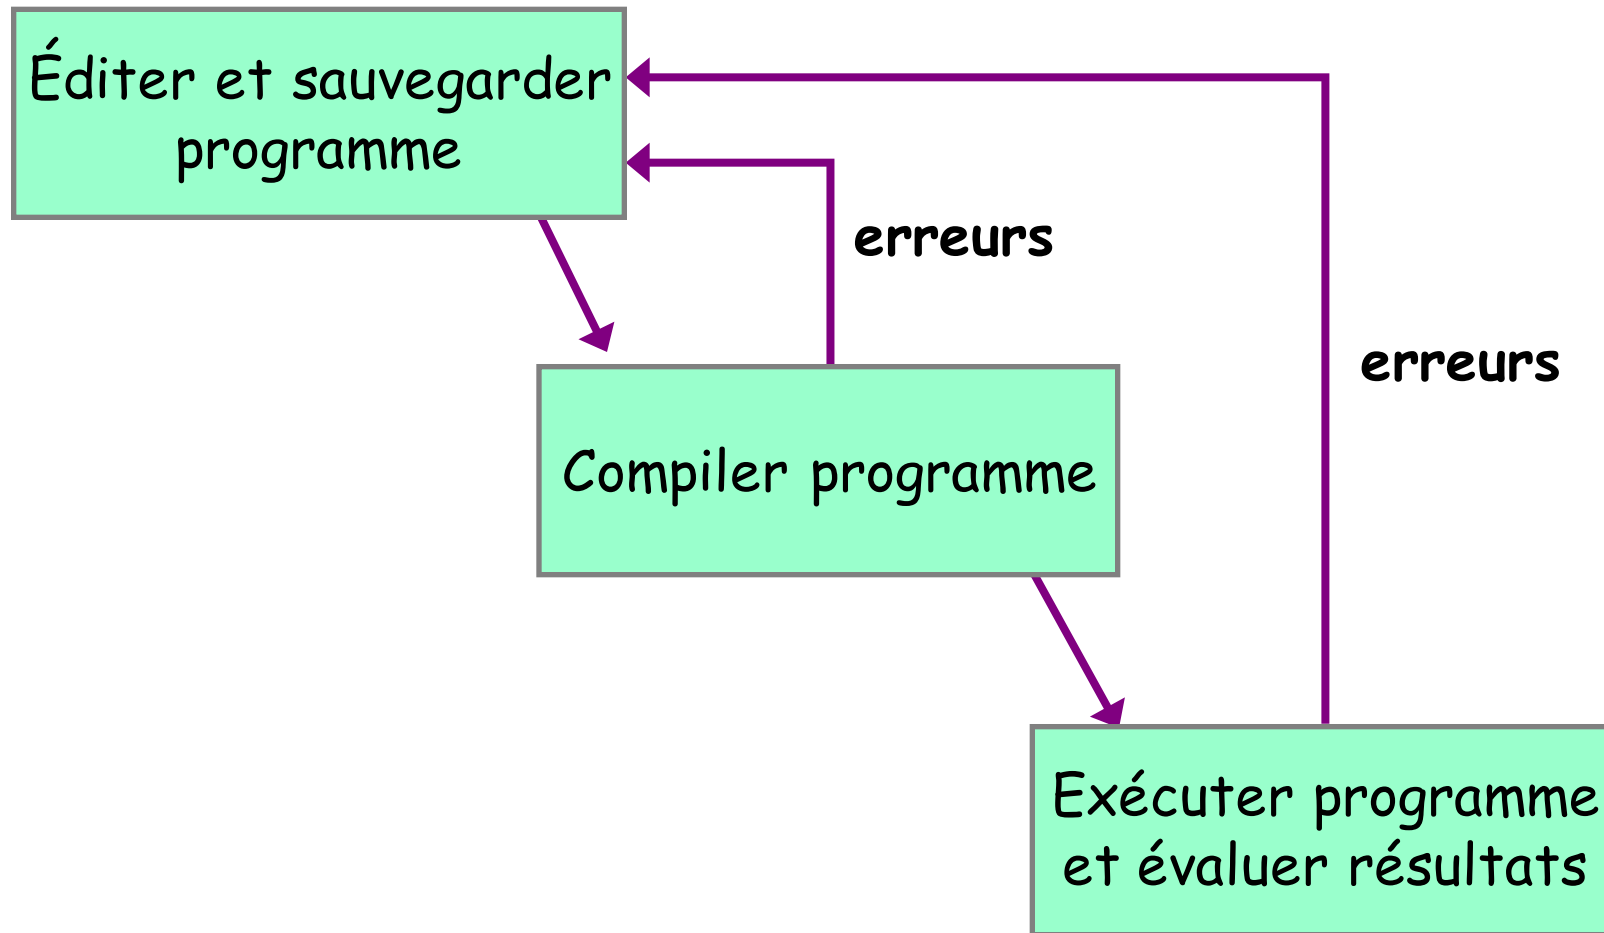 Éditer et sauvegarder
programme
erreurs
erreurs
Compiler programme
Exécuter programme
et évaluer résultats